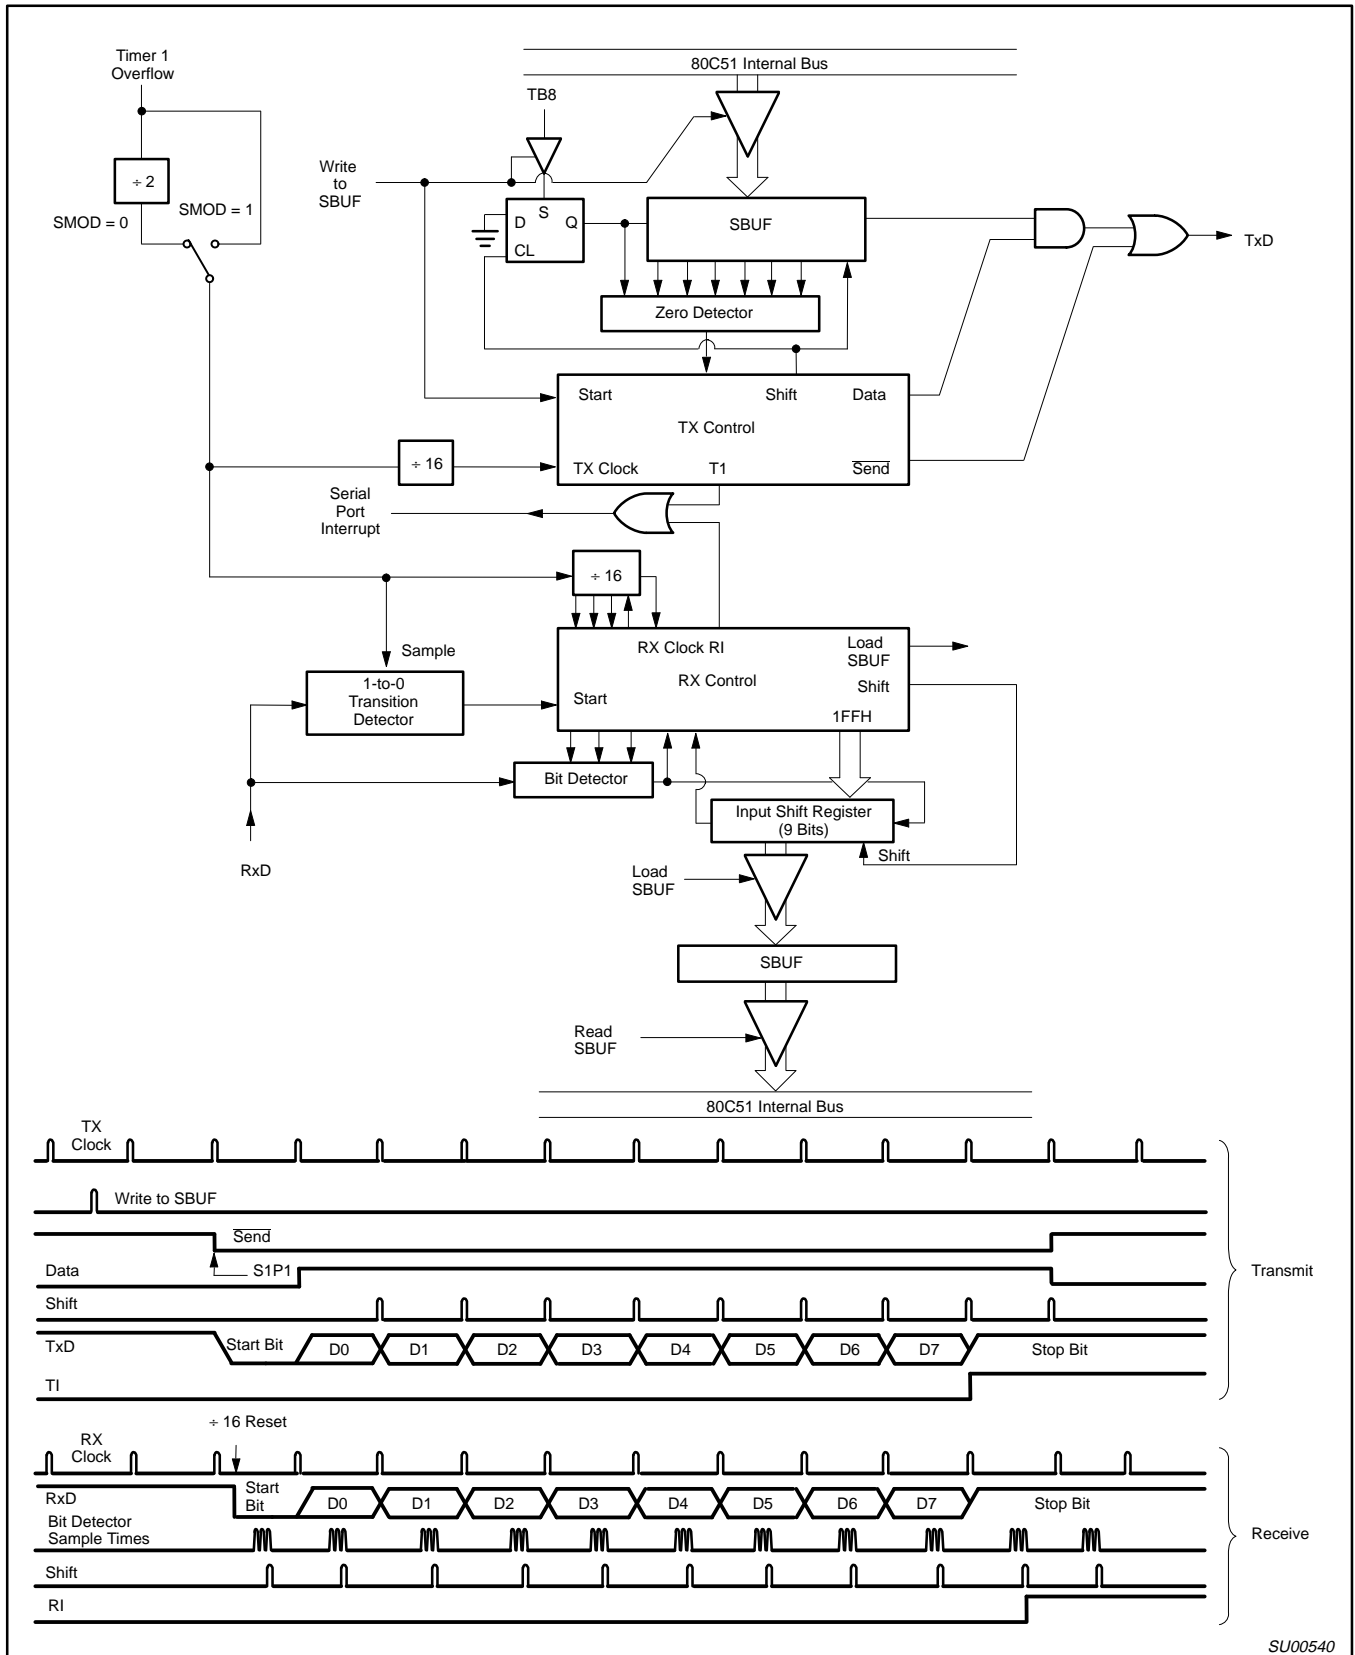 Timer 1
Overflow
80C51 Internal Bus
TB8
Write
to
SBUF
÷ 2
SMOD = 0
SMOD = 1
D
S
Q
CL
SBUF
TxD
Zero Detector
Start
Shift
Data
TX Control
÷ 16
TX Clock
T1
Send
Serial
Port
Interrupt
÷ 16
Sample
RX Clock RI
Load
SBUF
RX Control
Shift
Start
1FFH
1-to-0
Transition
Detector
Bit Detector
Input Shift Register
(9 Bits)
Shift
RxD
Load
SBUF
SBUF
Read
SBUF
80C51 Internal Bus
TX
Clock
Write to SBUF
Send
Data
S1P1
Transmit
Shift
TxD
Start Bit
D0
D1
D2
D3
D4
D5
D6
D7
Stop Bit
TI
÷ 16 Reset
RX
Clock
RxD
Start
Bit
D0
D1
D2
D3
D4
D5
D6
D7
Stop Bit
Bit Detector
Sample Times
Receive
Shift
RI
SU00540